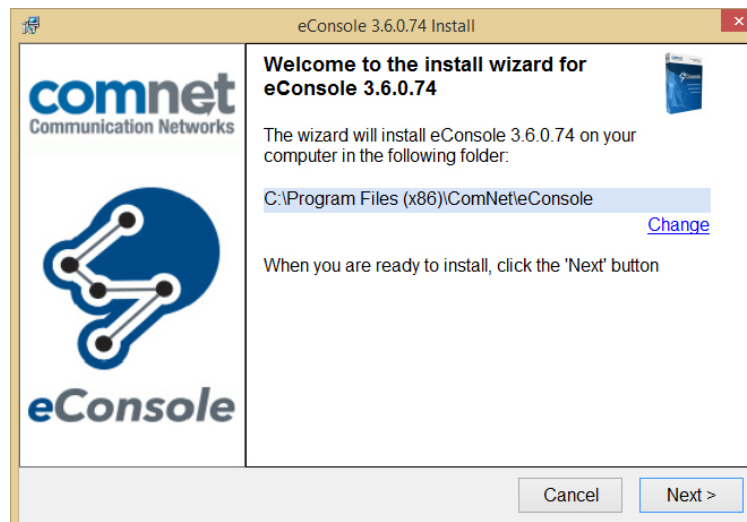 eConsole 3.6.0.74 Install
comnet
Communication Networks
eConsole
Welcome to the install wizard for
eConsole 3.6.0.74
The wizard will install eConsole 3.6.0.74 on your
computer in the following folder:
C:\Program Files (x86)\ComNet\eConsole
Change
When you are ready to install, click the 'Next' button
Cancel
Next >